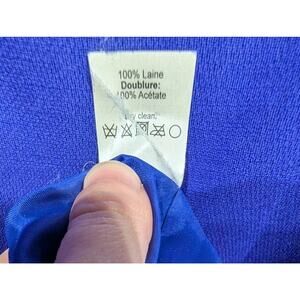 100% Laine
Doublure:
100% Acétate
Dry clean,